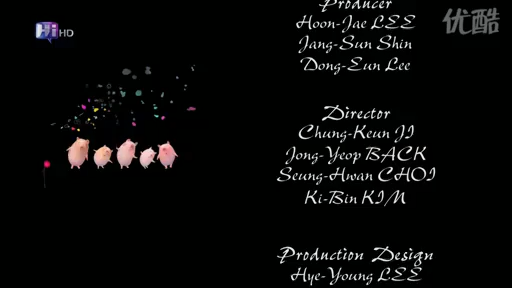 Hi HD
优酷
Producer
Hoon-Jae LEE
Jang-Sun Shin
Dong-Eun Lee
Director
Chung-Keun JI
Jong-Yeop BACK
Seung-Hwan CHOI
Ki-Bin KIM
Production Design
Hye-Young LEE